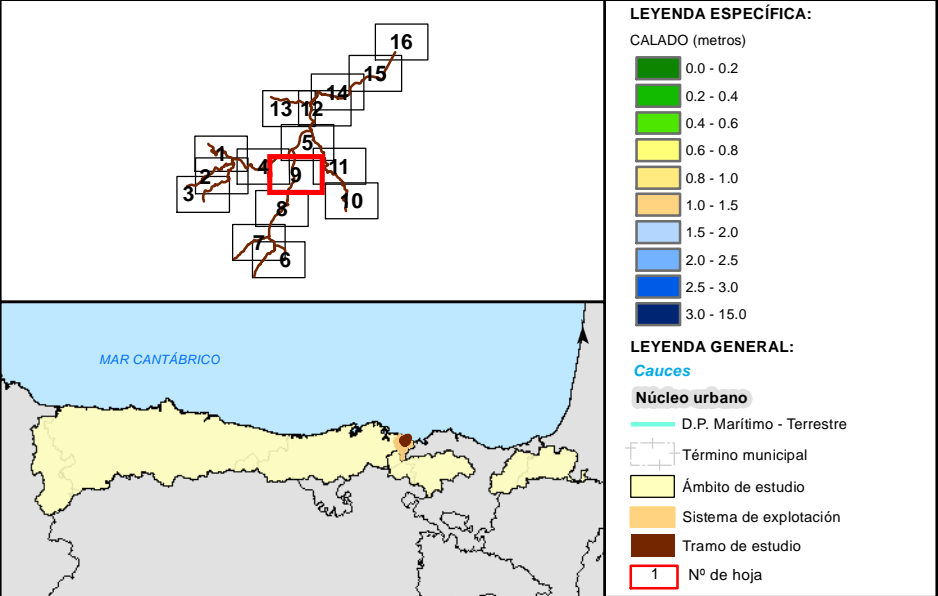 16
15
14
13
12
5
1
4
11
2
9
3
10
8
7
6
MAR CANTÁBRICO
LEYENDA ESPECÍFICA:
CALADO (metros)
0.0 - 0.2
0.2 - 0.4
0.4 - 0.6
0.6 - 0.8
0.8 - 1.0
1.0 - 1.5
1.5 - 2.0
2.0 - 2.5
2.5 - 3.0
3.0 - 15.0
LEYENDA GENERAL:
Cauces
Núcleo urbano
D.P. Marítimo - Terrestre
Término municipal
Ámbito de estudio
Sistema de explotación
Tramo de estudio
1 Nº de hoja